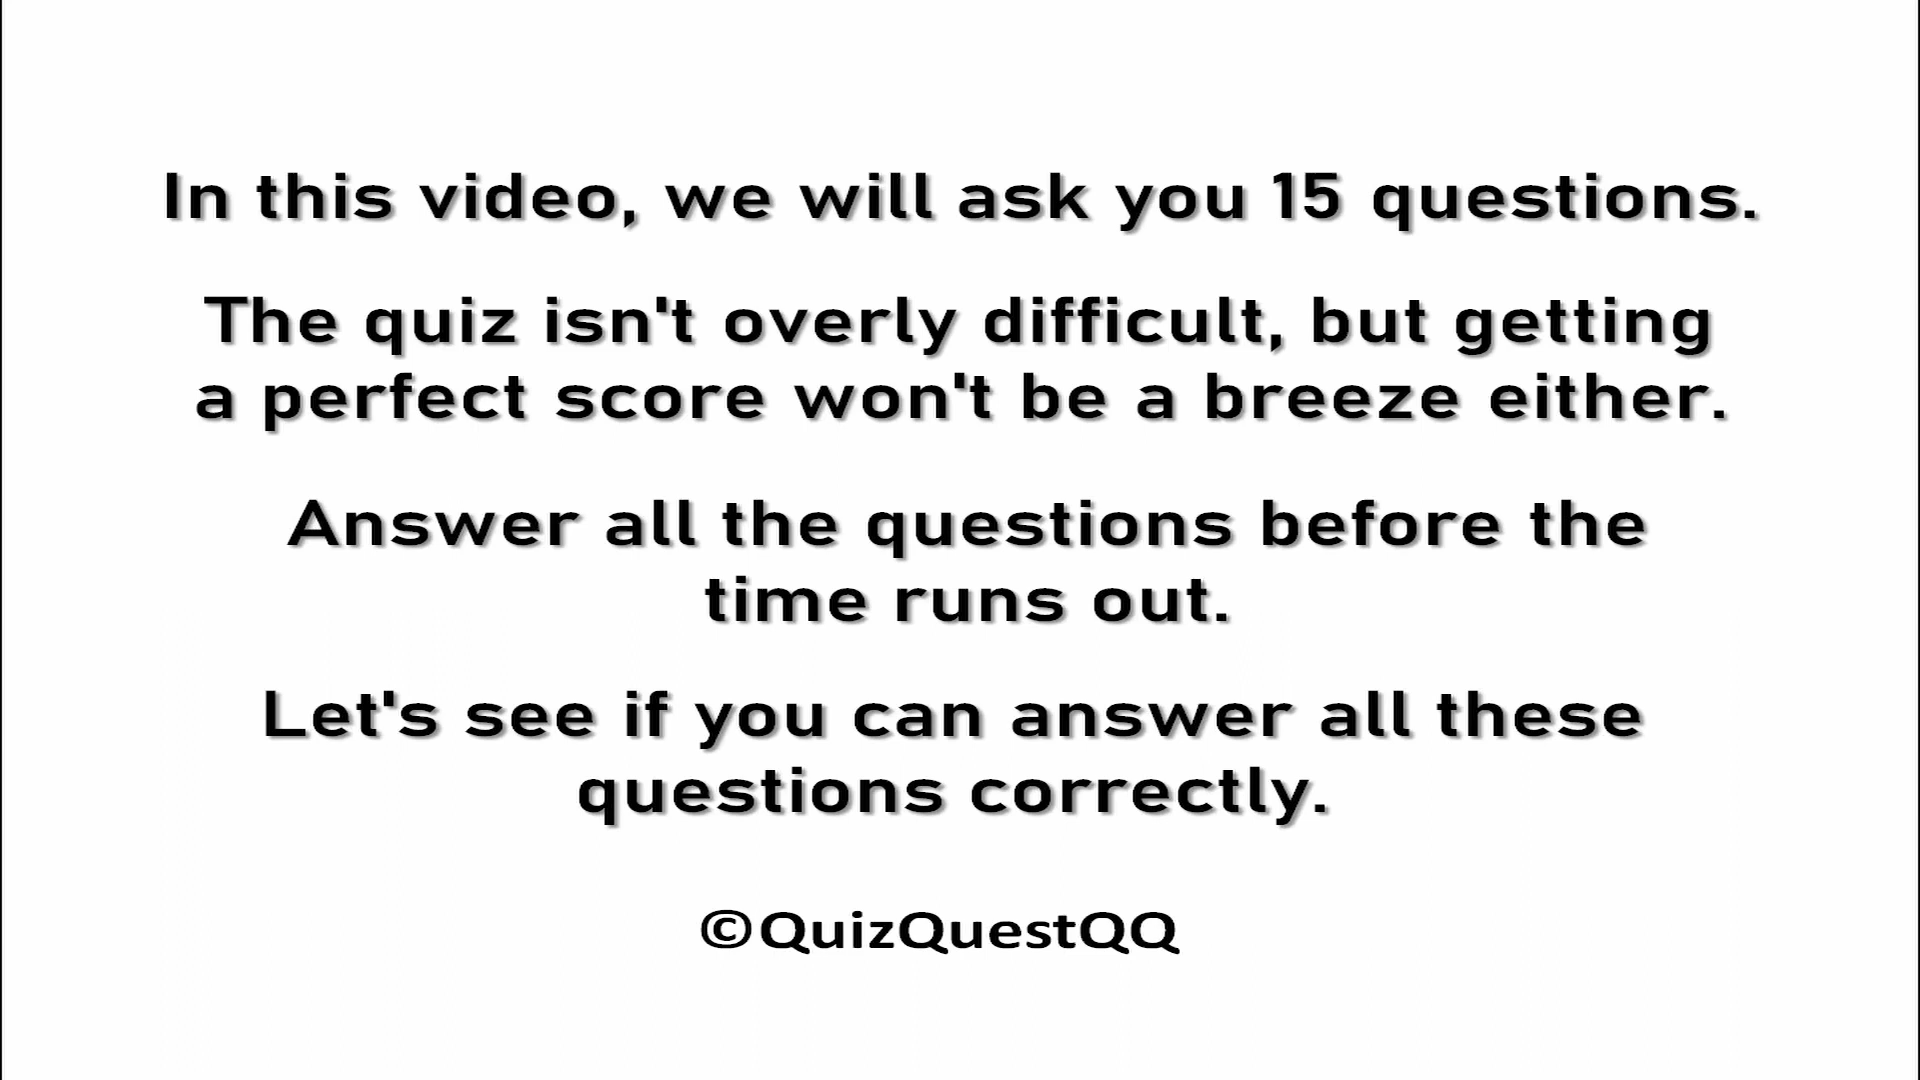 In this video, we will ask you 15 questions.
The quiz isn't overly difficult, but getting
a perfect score won't be a breeze either.
Answer all the questions before the
time runs out.
Let's see if you can answer all these
questions correctly.
©QuizQuestQQ